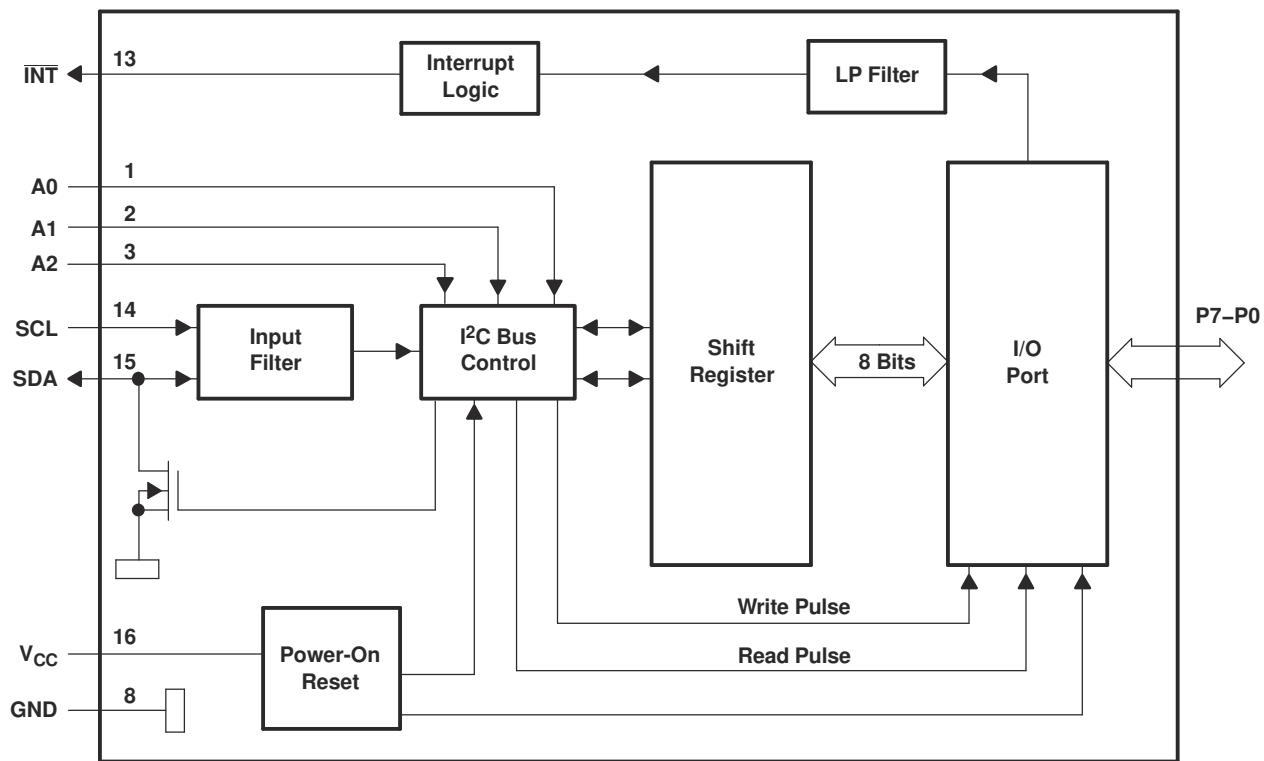 INT
13
Interrupt
Logic
LP Filter
A0
1
A1
2
A2
3
SCL
14
SDA
15
Input
Filter
I²C Bus
Control
Shift
Register
8 Bits
I/O
Port
P7–P0
Write Pulse
Read Pulse
VCC
16
Power-On
Reset
GND
8